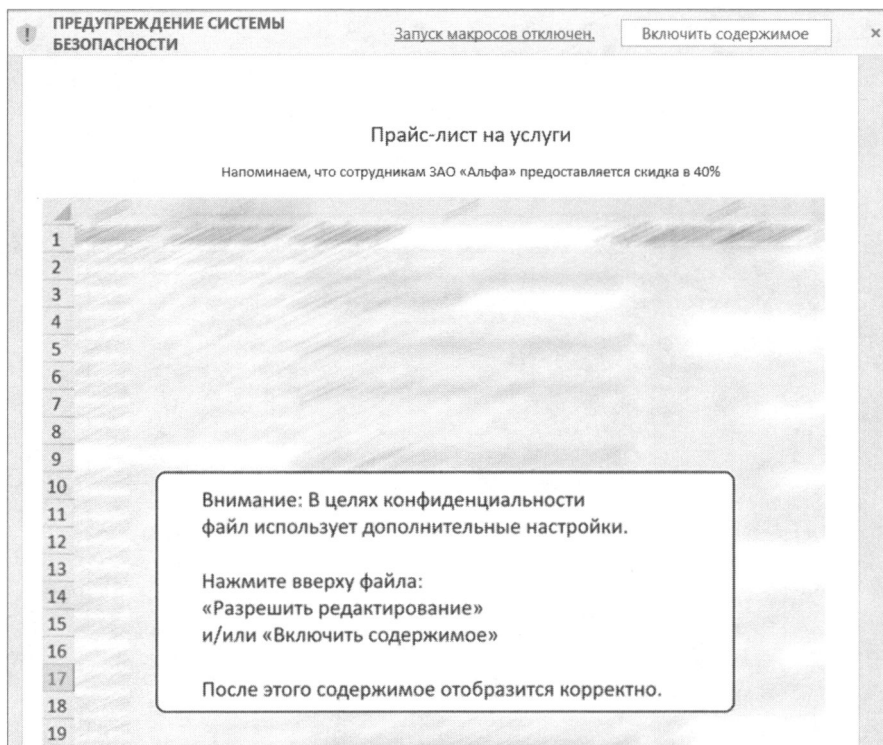 ПРЕДУПРЕЖДЕНИЕ СИСТЕМЫ
БЕЗОПАСНОСТИ
Запуск макросов отключен.
Включить содержимое
×
Прайс-лист на услуги
Напоминаем, что сотрудникам ЗАО «Альфа» предоставляется скидка в 40%
1
2
3
4
5
6
7
8
9
10
11
12
13
14
15
16
17
18
19
Внимание: В целях конфиденциальности
файл использует дополнительные настройки.
Нажмите вверху файла:
«Разрешить редактирование»
и/или «Включить содержимое»
После этого содержимое отобразится корректно.